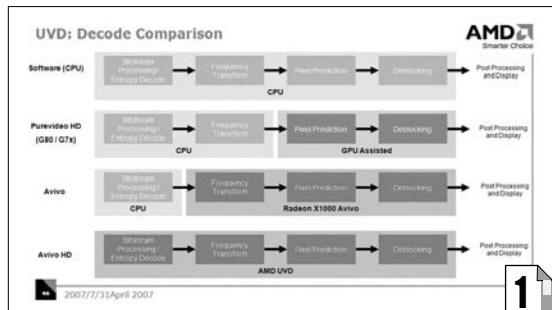 UVD: Decode Comparison
AMD
Smarter Choice
Software (CPU)
Bitstream
Processing /
Entropy Decode
Frequency
Transform
Pixel Prediction
Deblocking
Post Processing
and Display
CPU
Purevideo HD
(G80 / G7x)
Bitstream
Processing /
Entropy Decode
Frequency
Transform
Pixel Prediction
Deblocking
Post Processing
and Display
CPU
GPU Assisted
Avivo
Bitstream
Processing /
Entropy Decode
Frequency
Transform
Pixel Prediction
Deblocking
Post Processing
and Display
CPU
Radeon X1000 Avivo
Avivo HD
Bitstream
Processing /
Entropy Decode
Frequency
Transform
Pixel Prediction
Deblocking
Post Processing
and Display
AMD UVD
2007/7/31April 2007
1